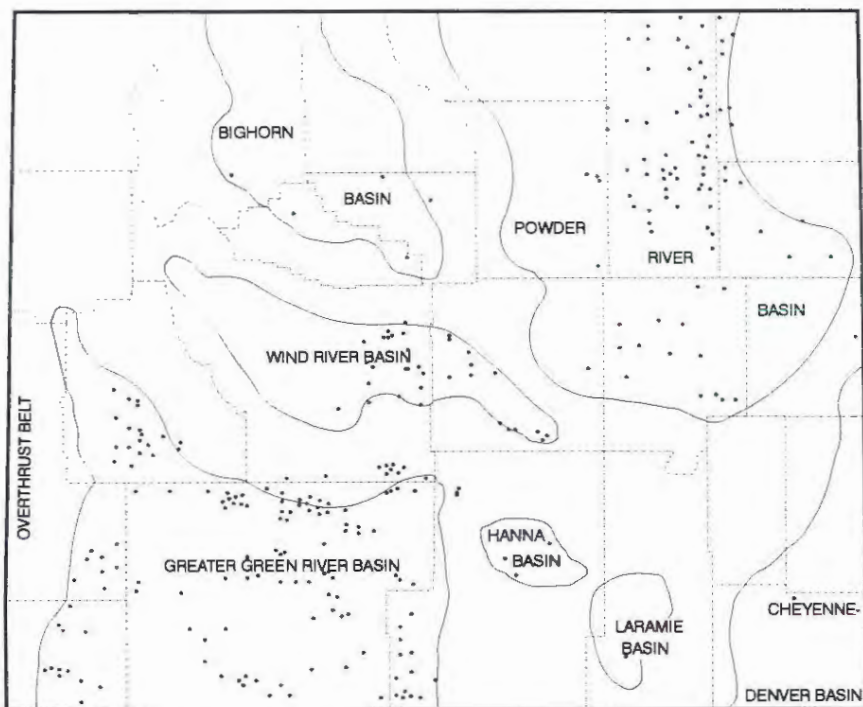 BIGHORN
BASIN
POWDER
RIVER
BASIN
WIND RIVER BASIN
OVERTHRUST BELT
GREATER GREEN RIVER BASIN
HANNA
BASIN
LARAMIE
BASIN
CHEYENNE-
DENVER BASIN